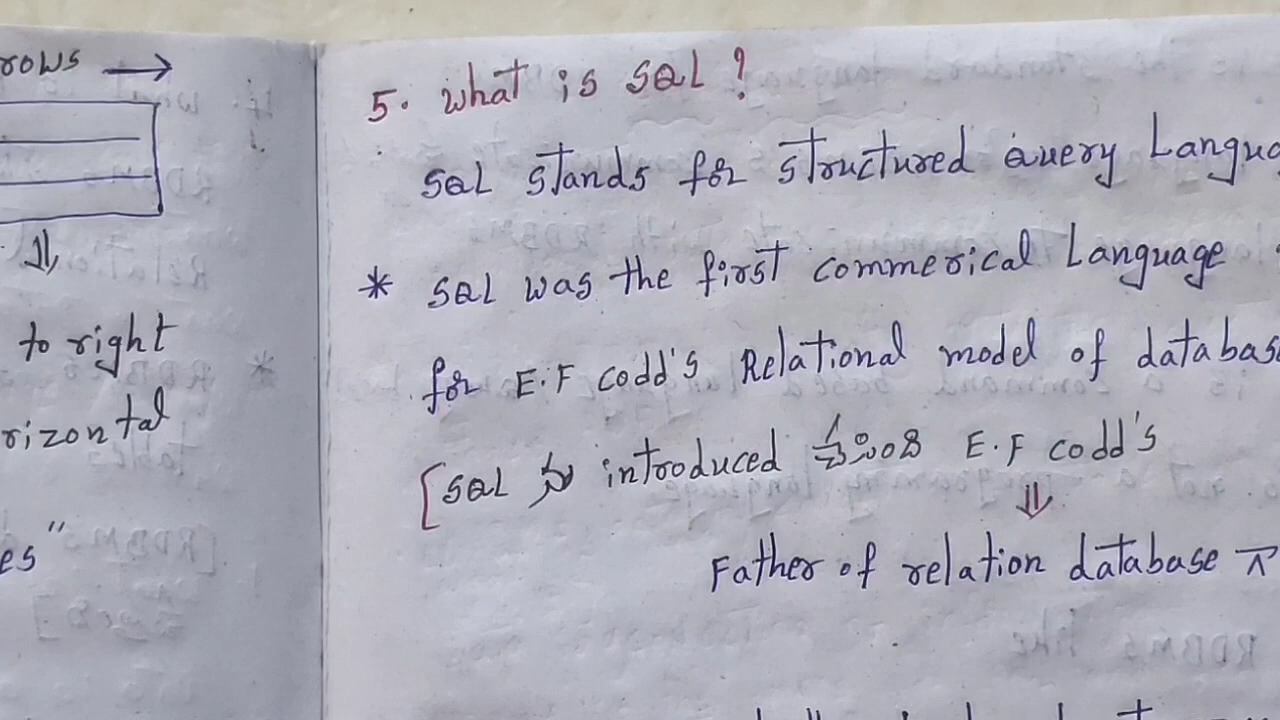 rows →
to right
rizontal
es"
5. what is SQL ?
SQL stands for structured Query Langua
* SQL was the first commerical Language
for E.F codd's Relational model of databas
[SQL ను introduced చేసినంది E.F codd's
Father of relation database